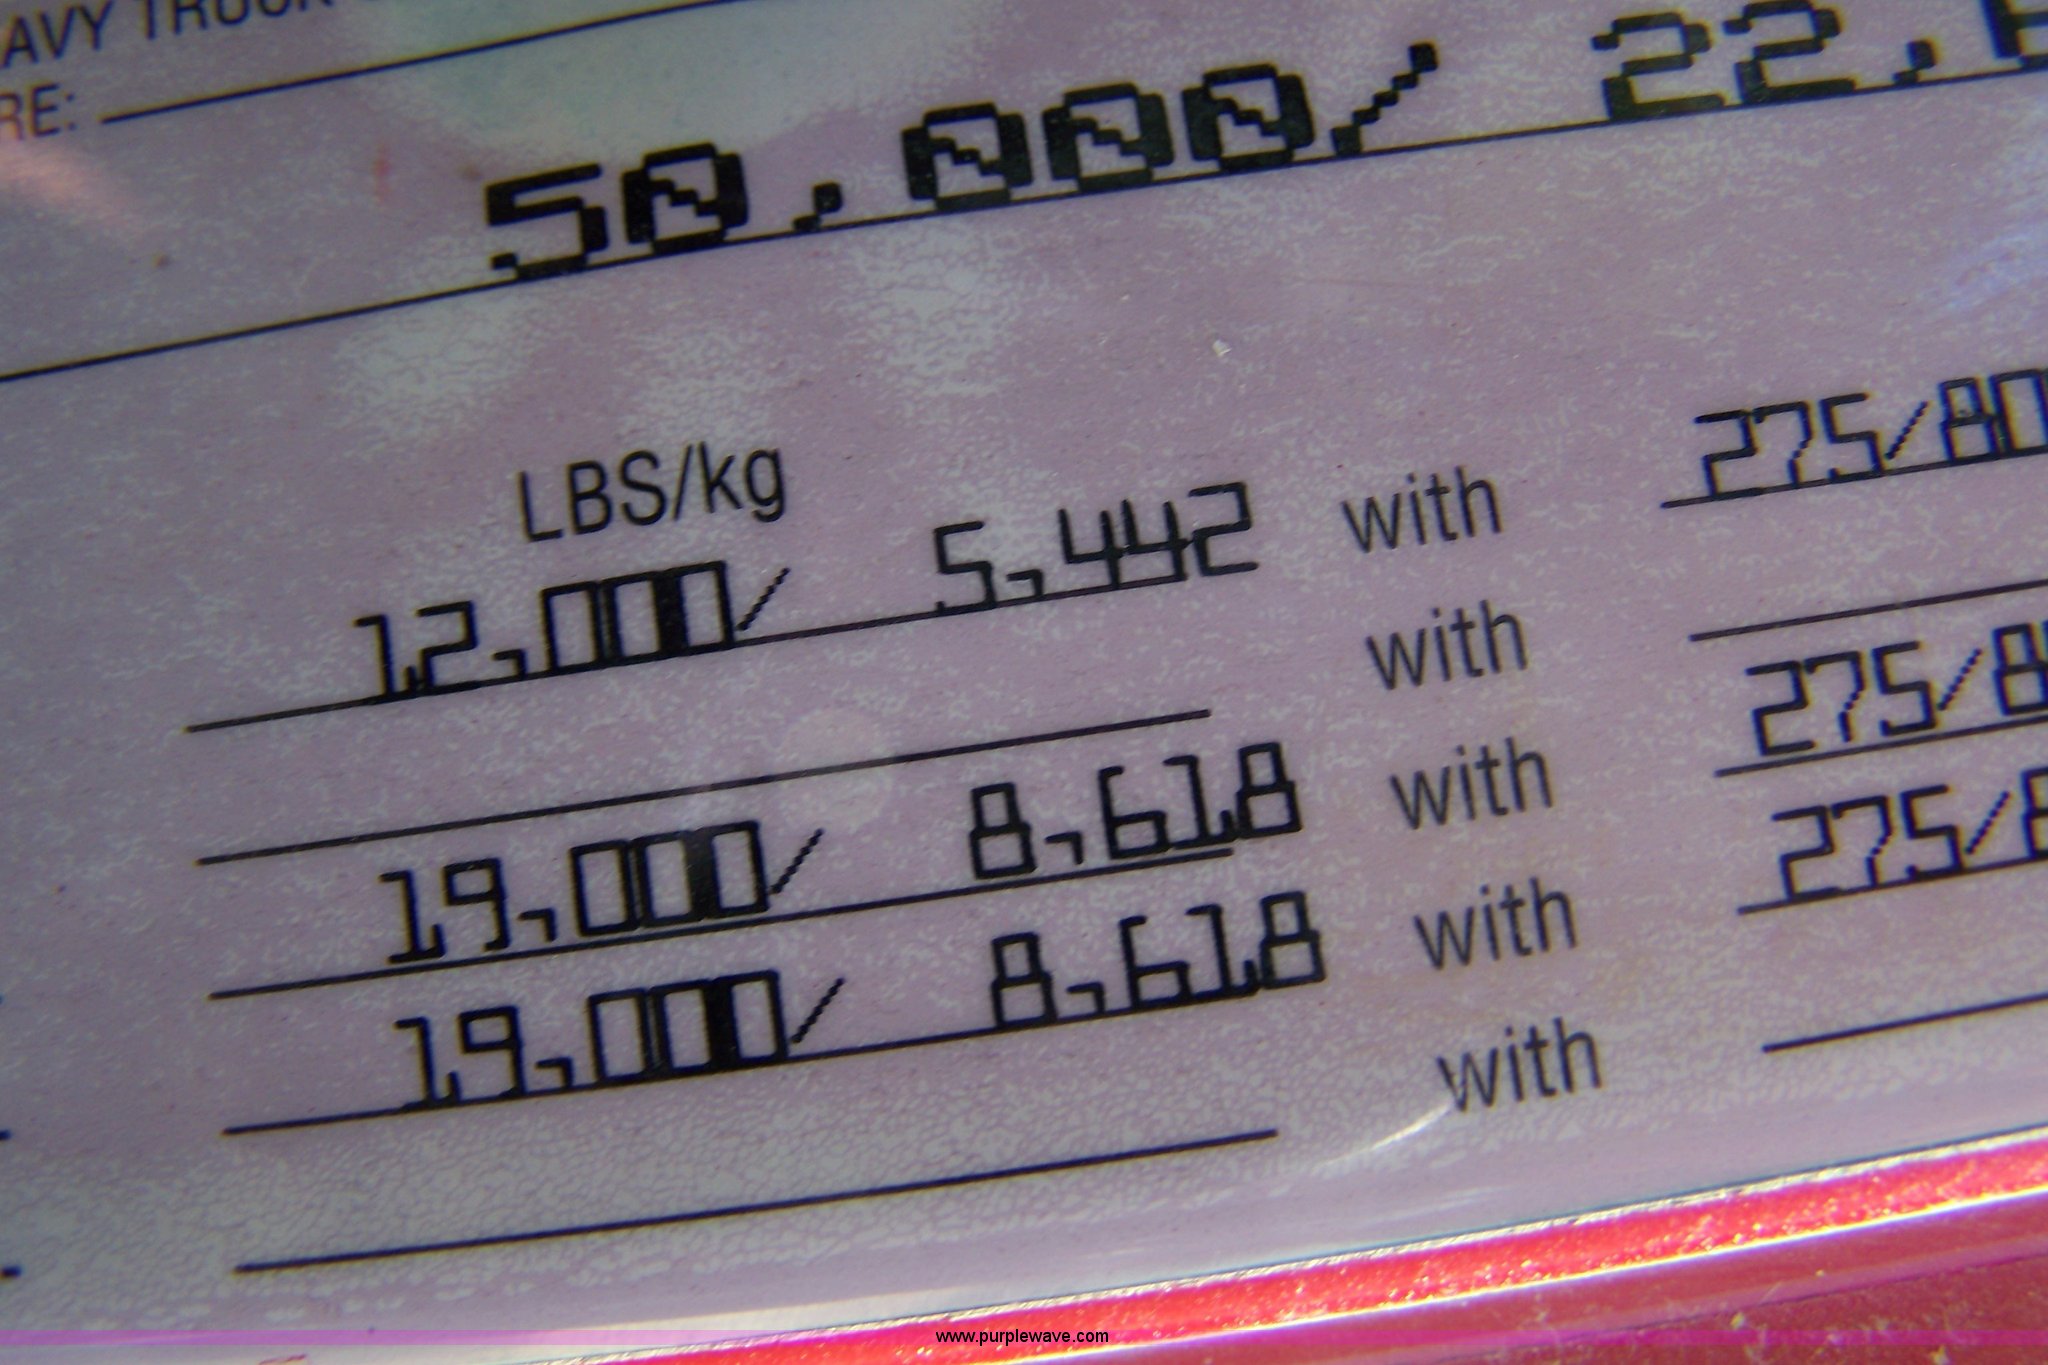 AVY TRUCK
RE:
50,000/ 22,
LBS/kg
12,000/ 5,442 with 275/80
with
19,000/ 8,618 with 275/8
19,000/ 8,618 with 275/8
with
www.purplewave.com